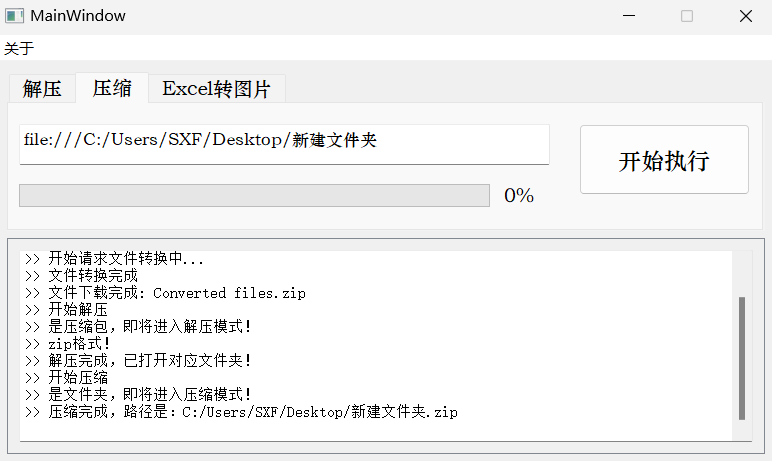 MainWindow
关于
解压 压缩 Excel转图片
file:///C:/Users/SXF/Desktop/新建文件夹
开始执行
0%
>> 开始请求文件转换中...
>> 文件转换完成
>> 文件下载完成: Converted files.zip
>> 开始解压
>> 是压缩包，即将进入解压模式!
>> zip格式!
>> 解压完成，已打开对应文件夹!
>> 开始压缩
>> 是文件夹，即将进入压缩模式!
>> 压缩完成，路径是：C:/Users/SXF/Desktop/新建文件夹.zip